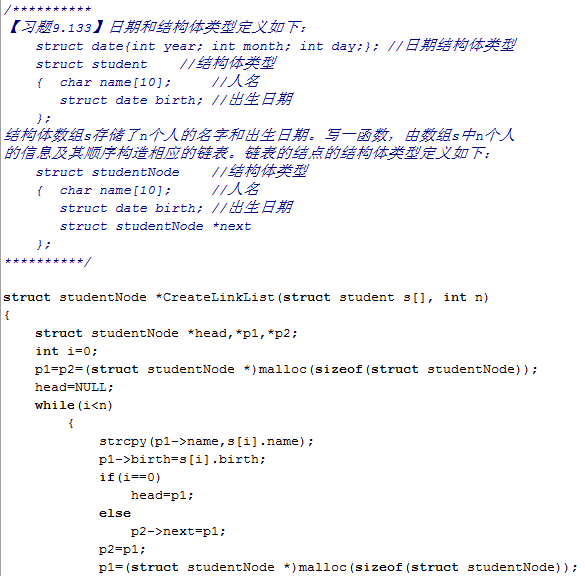 /**********
【习题9.133】日期和结构体类型定义如下：
struct date{int year; int month; int day;}; //日期结构体类型
struct student //结构体类型
{ char name[10]; //人名
struct date birth; //出生日期
};
结构体数组s存储了n个人的名字和出生日期。写一函数，由数组s中n个人
的信息及其顺序构造相应的链表。链表的结点的结构体类型定义如下：
struct studentNode //结构体类型
{ char name[10]; //人名
struct date birth; //出生日期
struct studentNode *next
};
**********/
struct studentNode *CreateLinkList(struct student s[], int n)
{
struct studentNode *head,*p1,*p2;
int i=0;
p1=p2=(struct studentNode *)malloc(sizeof(struct studentNode));
head=NULL;
while(i<n)
{
strcpy(p1->name,s[i].name);
p1->birth=s[i].birth;
if(i==0)
head=p1;
else
p2->next=p1;
p2=p1;
p1=(struct studentNode *)malloc(sizeof(struct studentNode));